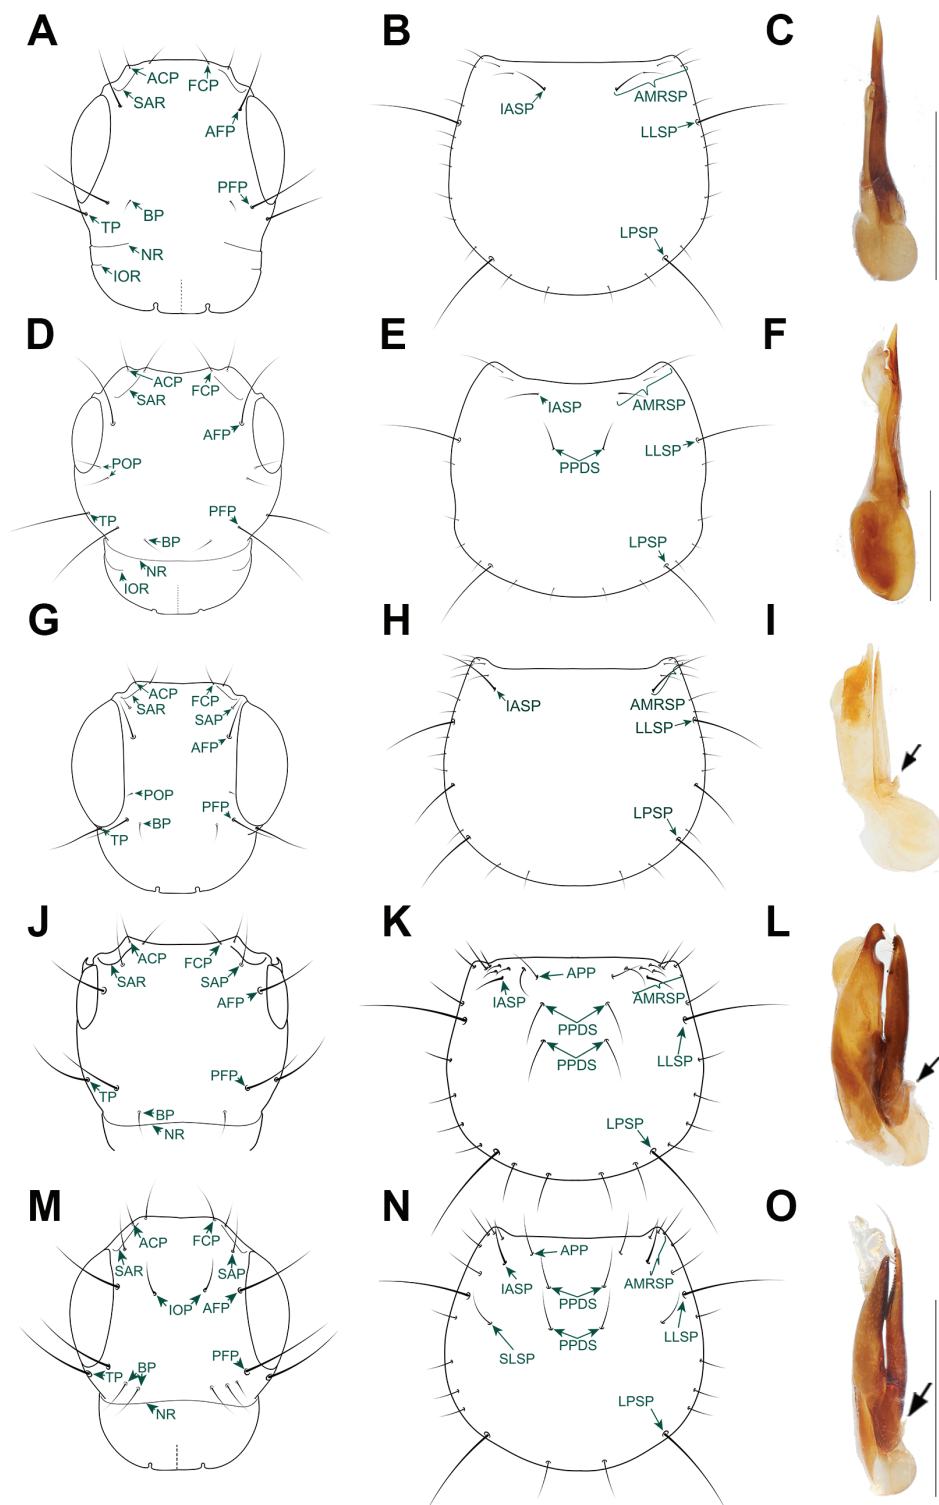 A
B
C
ACP
FCP
SAR
AFP
IASP
AMRSP
LLSP
PFP
BP
TP
NR
IOR
LPSP
D
E
F
ACP
FCP
SAR
AFP
IASP
AMRSP
LLSP
POP
PPDS
TP
PFP
BP
NR
IOR
LPSP
G
H
I
ACP
FCP
SAR
SAP
AFP
IASP
AMRSP
LLSP
POP
PFP
BP
TP
LPSP
J
K
L
ACP
FCP
SAR
SAP
AFP
APP
IASP
AMRSP
PPDS
PPDS
LLSP
PFP
TP
BP
NR
LPSP
M
N
O
ACP
FCP
SAR
SAP
IOP
AFP
APP
IASP
AMRSP
PPDS
PPDS
LLSP
SLSP
PFP
TP
BP
NR
LPSP